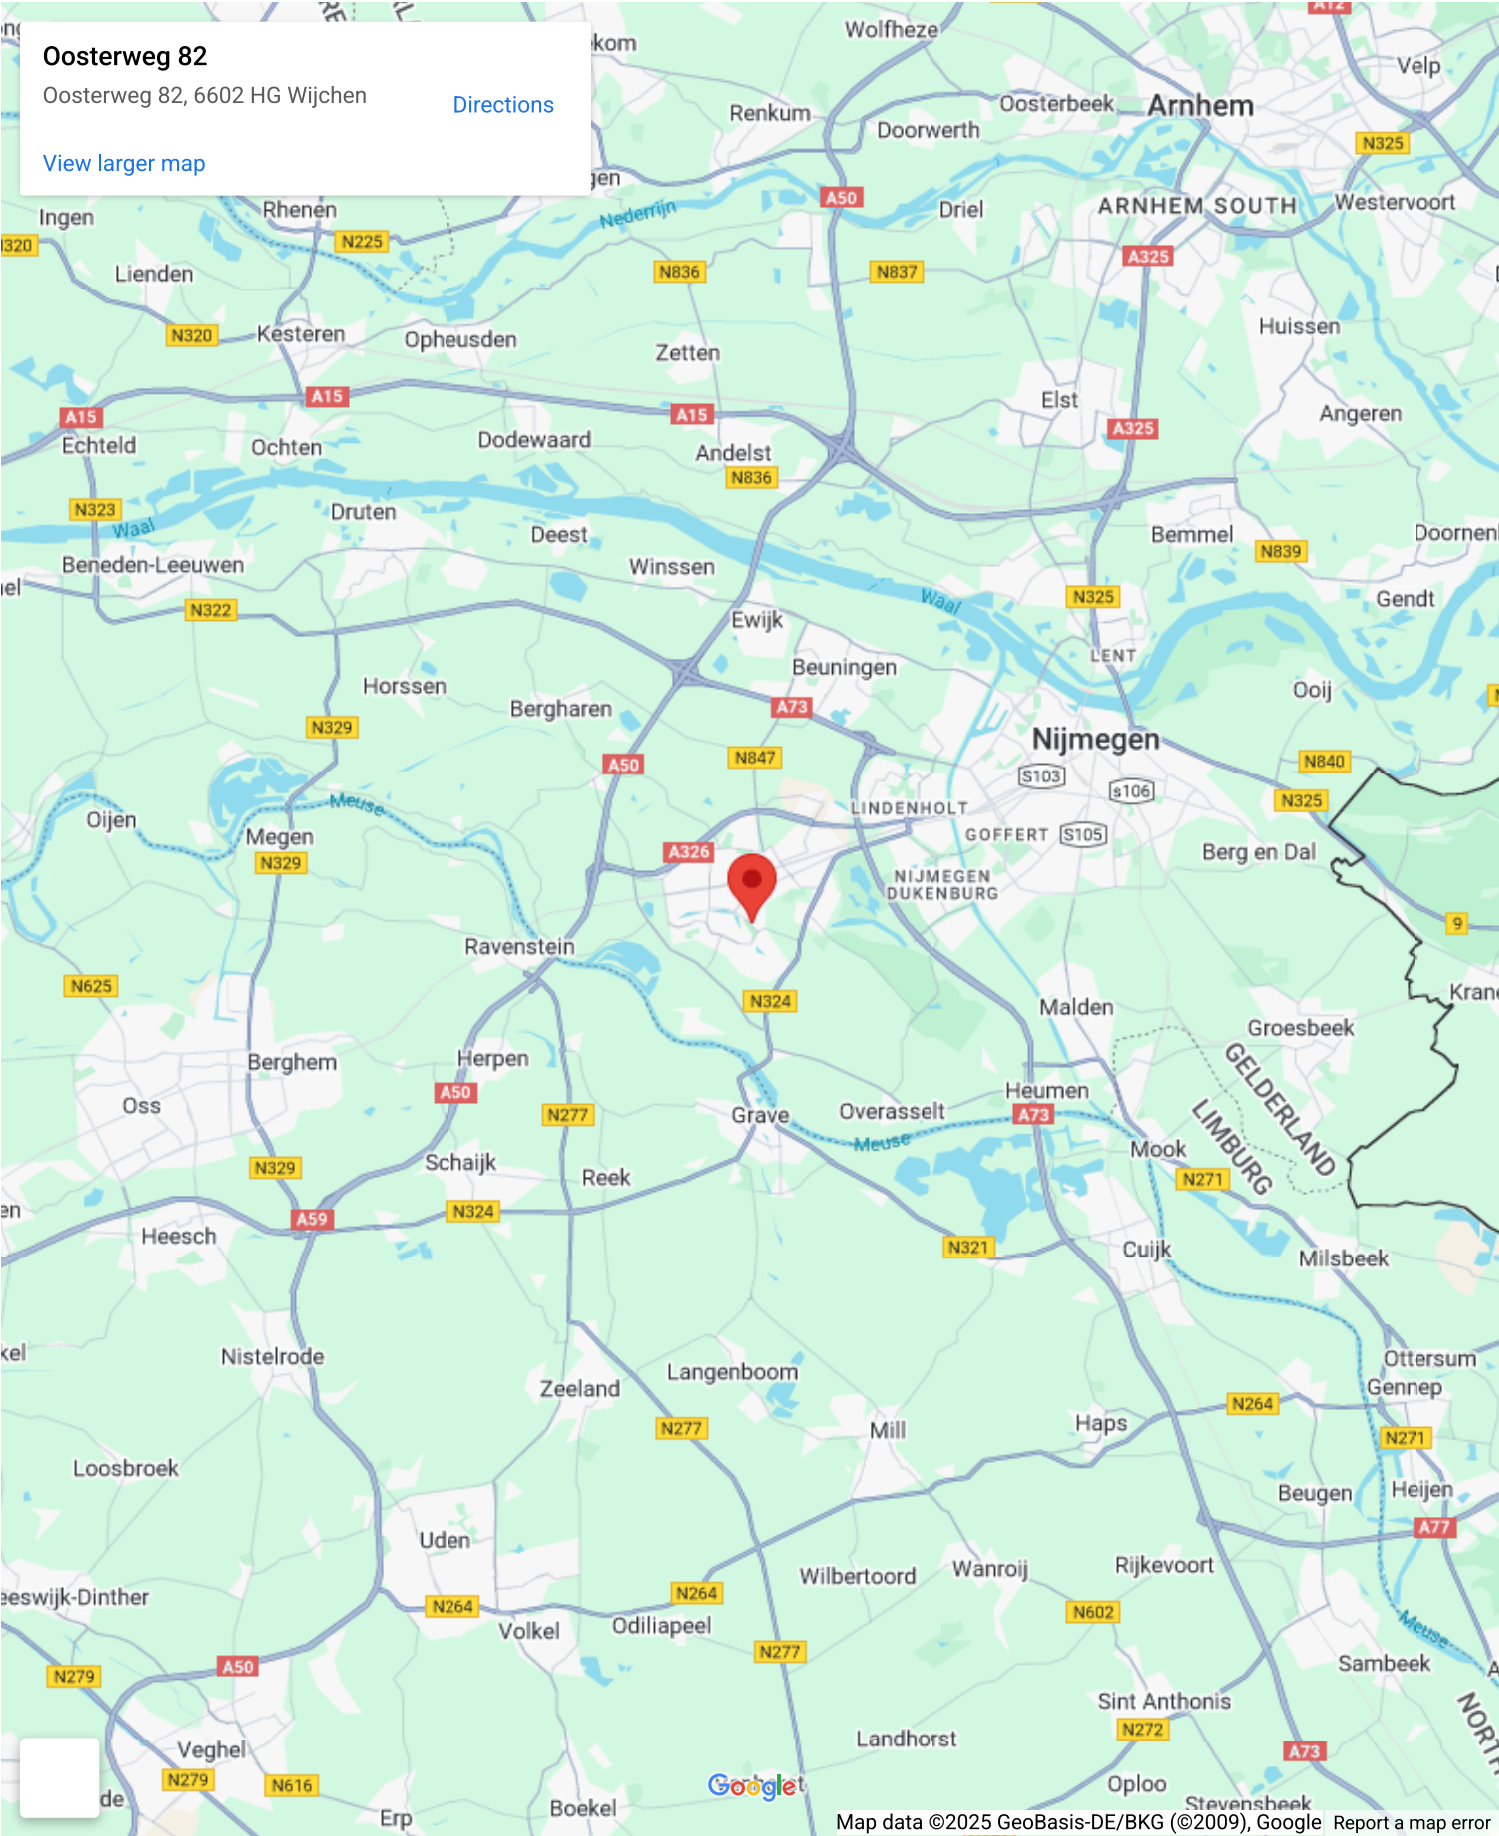 Oosterweg 82
Oosterweg 82, 6602 HG Wijchen
Directions
View larger map
A12
Wolfheze
Velp
Renkum
Oosterbeek
Arnhem
Doorwerth
N325
A50
Nederrijn
Driel
ARNHEM SOUTH
Westervoort
Ingen
Rhenen
N225
A325
Lienden
N836
N837
N320
Kesteren
Opheusden
Zetten
Huissen
A15
A15
A15
Elst
Angeren
A325
Echteld
Ochten
Dodewaard
Andelst
N836
N323
Waal
Druten
Deest
Bemmel
N839
Beneden-Leeuwen
Winssen
Waal
N325
Gendt
N322
Ewijk
LENT
Beuningen
Horssen
Ooij
Bergharen
A73
N329
Nijmegen
N847
A50
N840
S103
s106
N325
Meuse
LINDENHOLT
Oijen
Megen
GOFFERT
S105
N329
A326
Berg en Dal
NIJMEGEN
DUKENBURG
9
Ravenstein
N625
N324
Malden
Groesbeek
Berghem
Herpen
GELDERLAND
LIMBURG
A50
Heumen
Oss
N277
Grave
Overasselt
A73
Meuse
Mook
N329
Schaijk
Reek
N271
N324
A59
Heesch
N321
Cuijk
Milsbeek
Nistelrode
Ottersum
Zeeland
Langenboom
Gennep
N264
N277
Mill
Haps
N271
Loosbroek
Beugen
Heijen
A77
Uden
Wilbertoord
Wanroij
Rijkevoort
eeswijk-Dinther
N264
N264
N602
Volkel
Odiliapeel
Meuse
N277
A50
N279
Sambeek
Sint Anthonis
N272
Landhorst
Veghel
A73
N279
N616
Google
Oploo
Erp
Boekel
Stevensbeek
Map data ©2025 GeoBasis-DE/BKG (©2009), Google
Report a map error